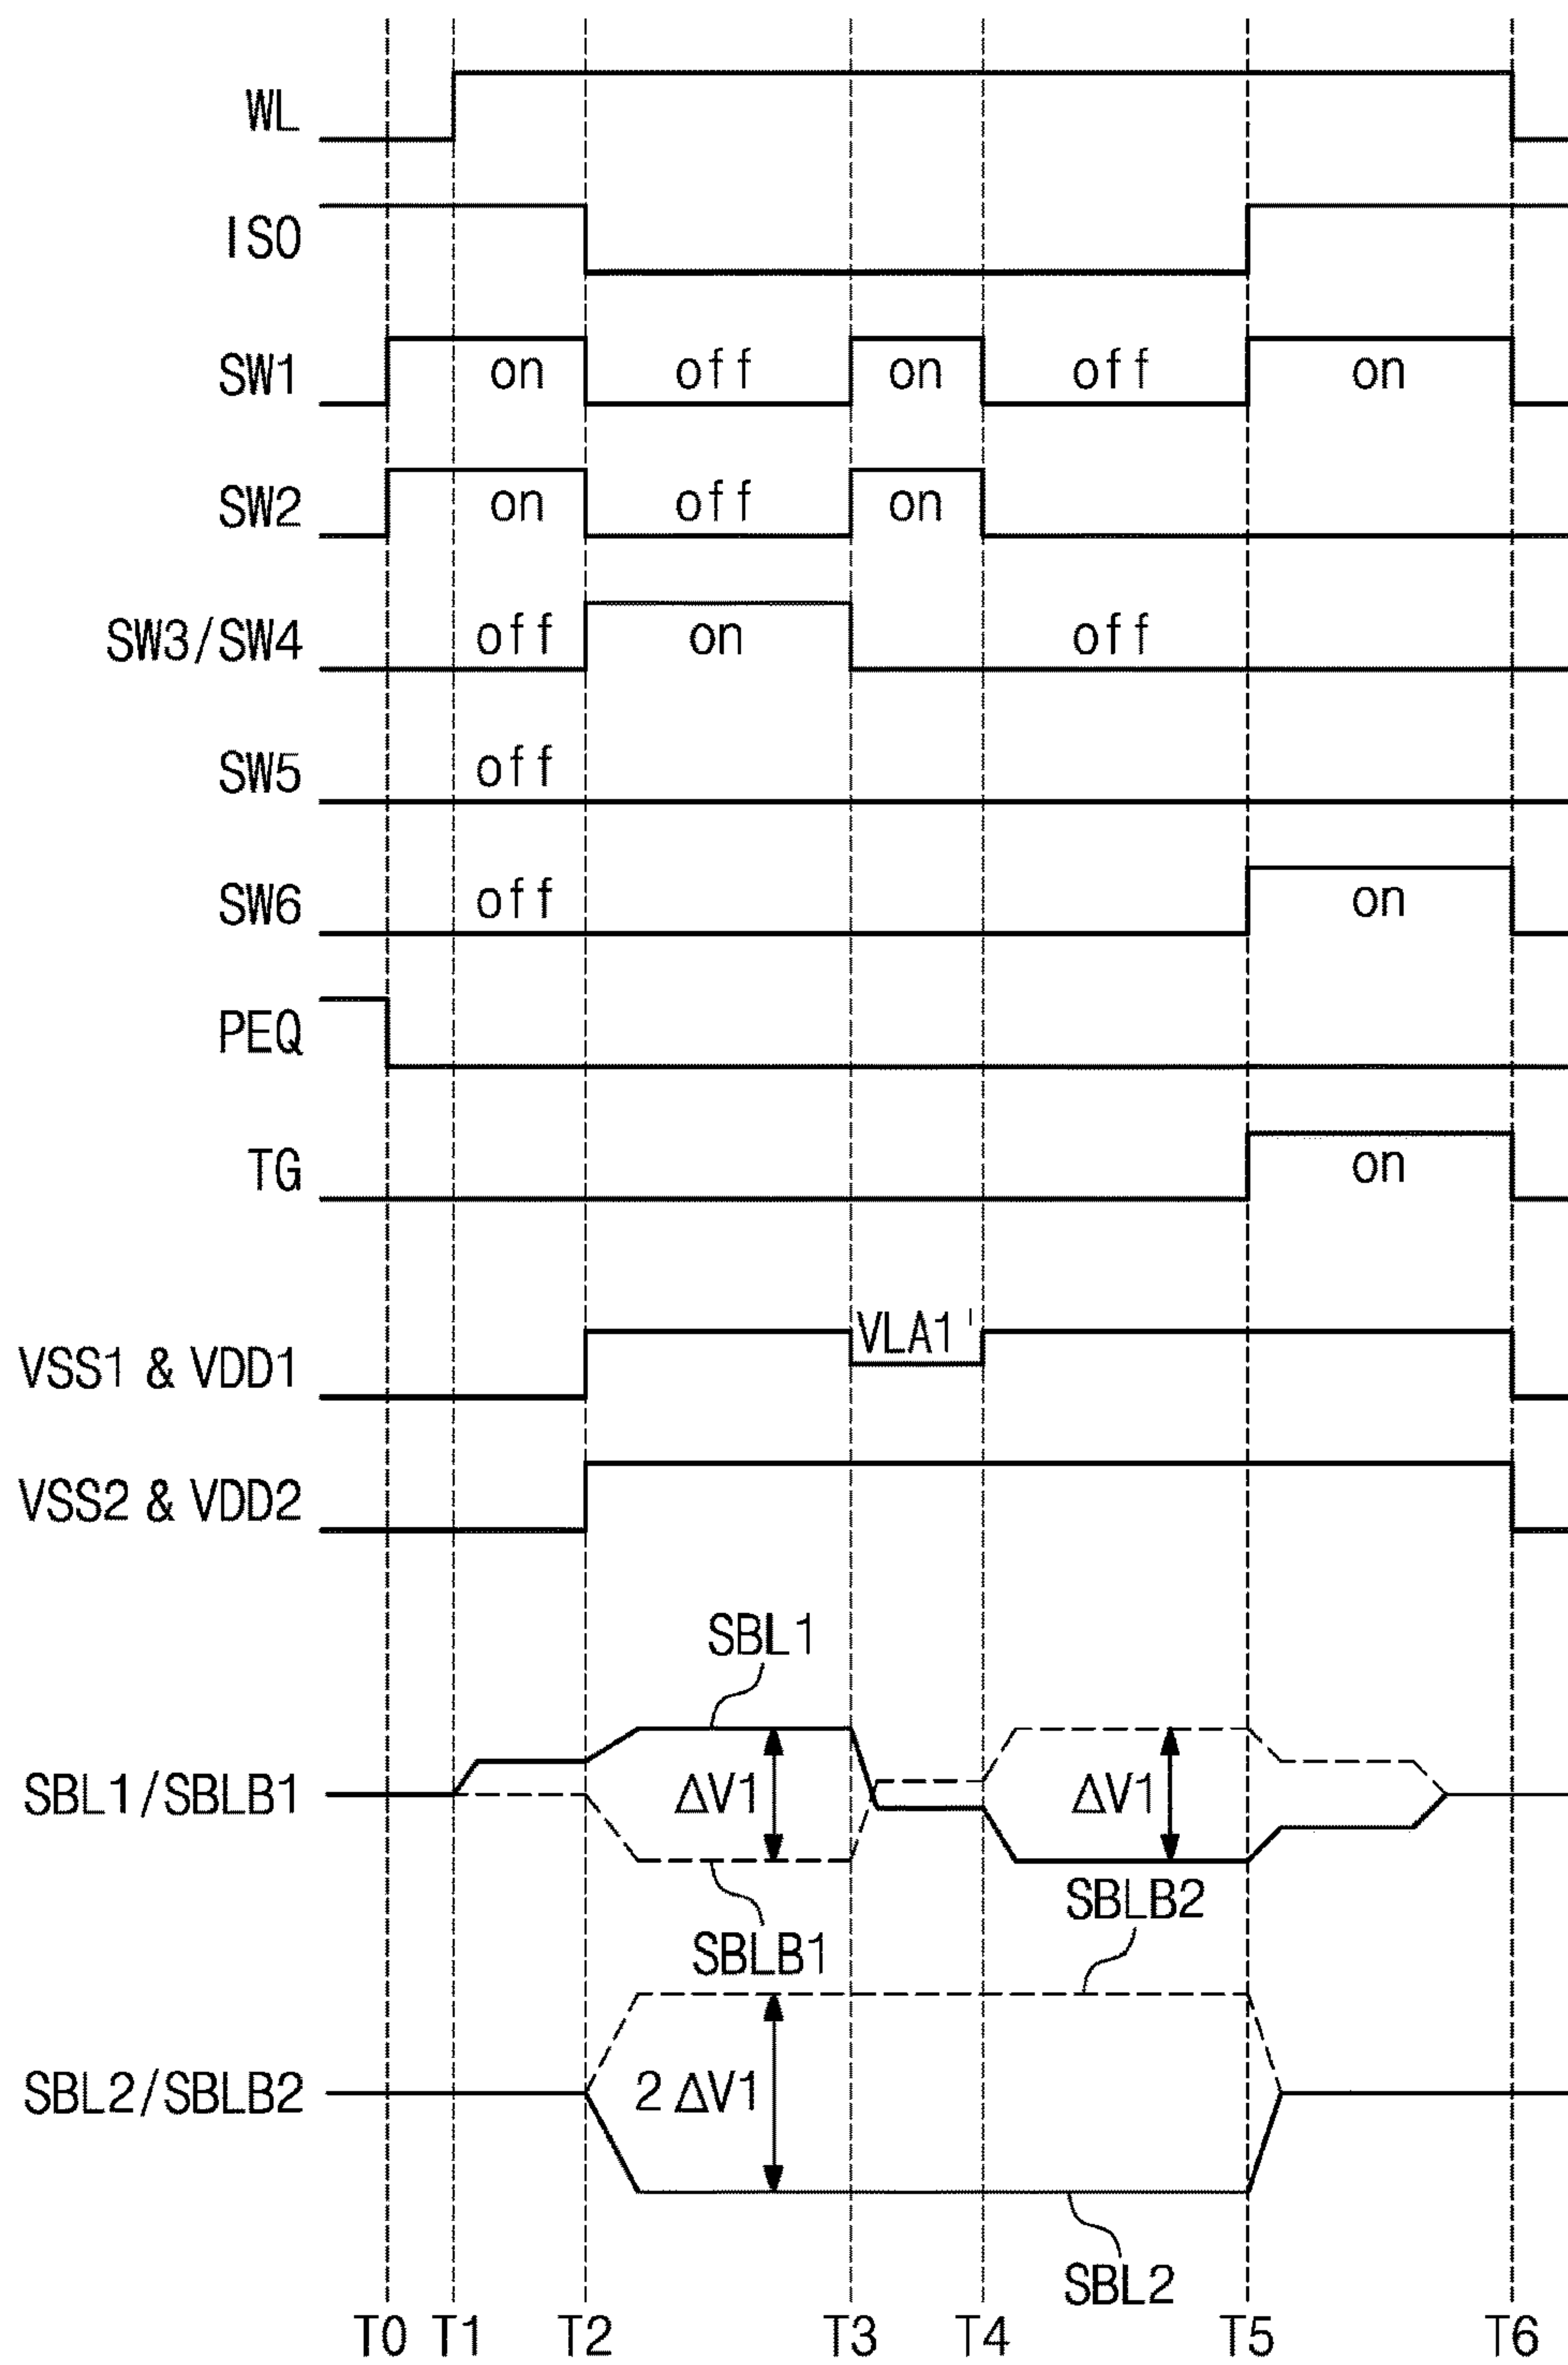 WL
ISO
SW1 on off on off on
SW2 on off on
SW3/SW4 off on off
SW5 off
SW6 off on
PEQ
TG on
VSS1 & VDD1 VLA1'
VSS2 & VDD2
SBL1
SBL1/SBLB1 ΔV1 ΔV1
SBLB2
SBLB1
SBL2/SBLB2 2 ΔV1
SBL2
T0 T1 T2 T3 T4 T5 T6